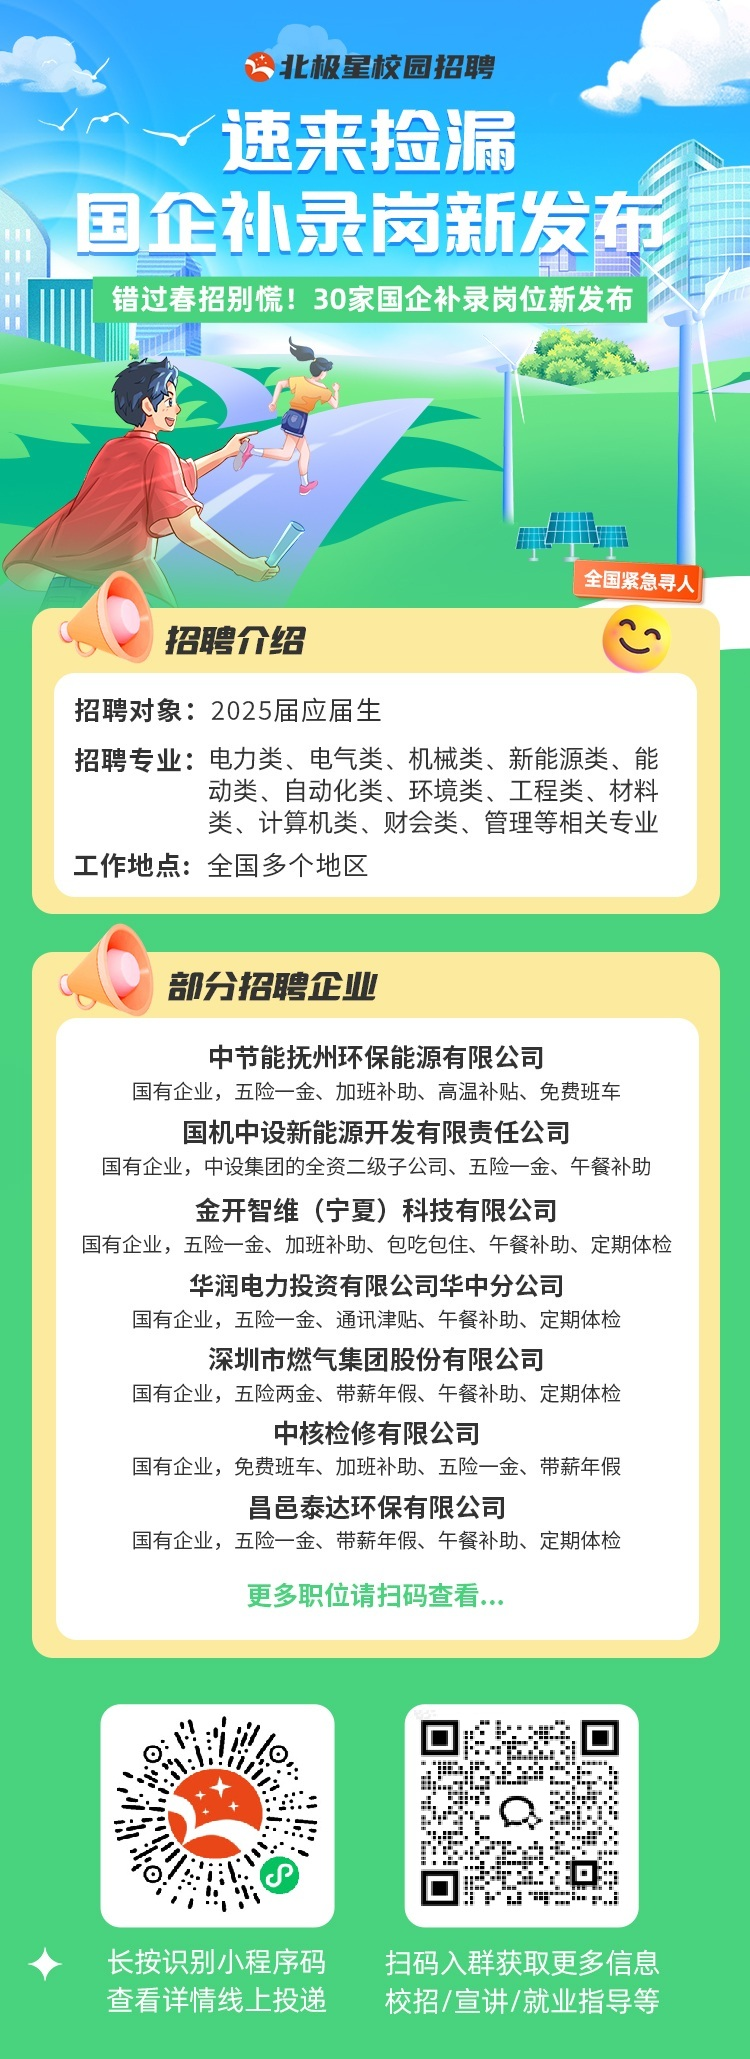 北极星校园招聘
速来捡漏
国企补录岗新发布
错过春招别慌！30家国企补录岗位新发布
全国紧急寻人
招聘介绍
招聘对象：2025届应届生
招聘专业：电力类、电气类、机械类、新能源类、能
动类、自动化类、环境类、工程类、材料
类、计算机类、财会类、管理等相关专业
工作地点：全国多个地区
部分招聘企业
中节能抚州环保能源有限公司
国有企业，五险一金、加班补助、高温补贴、免费班车
国机中设新能源开发有限责任公司
国有企业，中设集团的全资二级子公司、五险一金、午餐补助
金开智维（宁夏）科技有限公司
国有企业，五险一金、加班补助、包吃包住、午餐补助、定期体检
华润电力投资有限公司华中分公司
国有企业，五险一金、通讯津贴、午餐补助、定期体检
深圳市燃气集团股份有限公司
国有企业，五险两金、带薪年假、午餐补助、定期体检
中核检修有限公司
国有企业，免费班车、加班补助、五险一金、带薪年假
昌邑泰达环保有限公司
国有企业，五险一金、带薪年假、午餐补助、定期体检
更多职位请扫码查看...
长按识别小程序码
查看详情线上投递
扫码入群获取更多信息
校招/宣讲/就业指导等